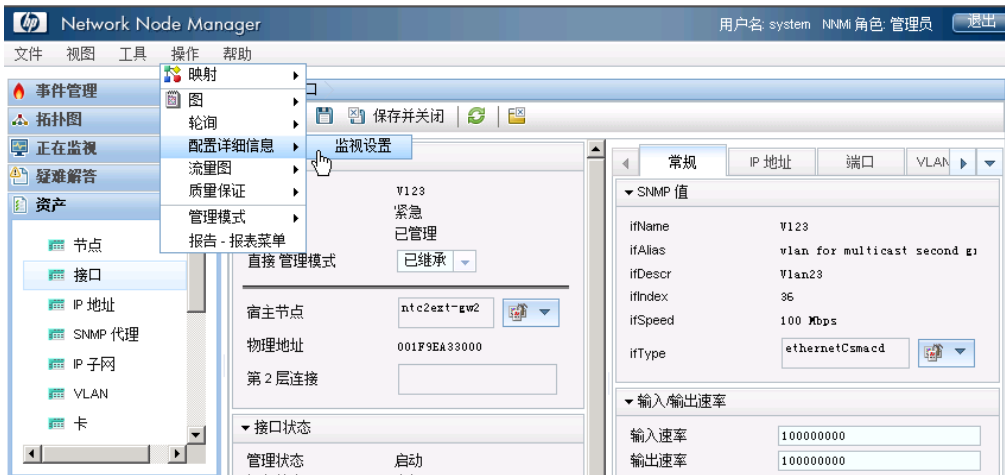 hp Network Node Manager 用户名: system NNMi 角色: 管理员 退出
文件 视图 工具 操作 帮助
映射
图
轮询
配置详细信息
流量图
质量保证
管理模式
报告 - 报表菜单
监视设置
事件管理
拓扑图
正在监视
疑难解答
资产
节点
接口
IP 地址
SNMP 代理
IP 子网
VLAN
卡
保存并关闭
Vl23
紧急
已管理
直接 管理模式 已继承
宿主节点 ntc2ext-gw2
物理地址 001F9EA33000
第 2 层连接
接口状态
管理状态 启动
常规 IP 地址 端口 VLAN
SNMP 值
ifName Vl23
ifAlias vlan for multicast second
ifDescr Vlan23
ifIndex 36
ifSpeed 100 Mbps
ifType ethernetCsmacd
输入/输出速率
输入速率 100000000
输出速率 100000000